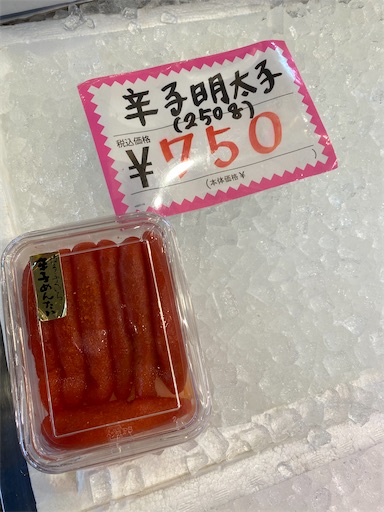 辛子明太子
(250g)
税込価格
¥750
(本体価格¥
辛子めんたい